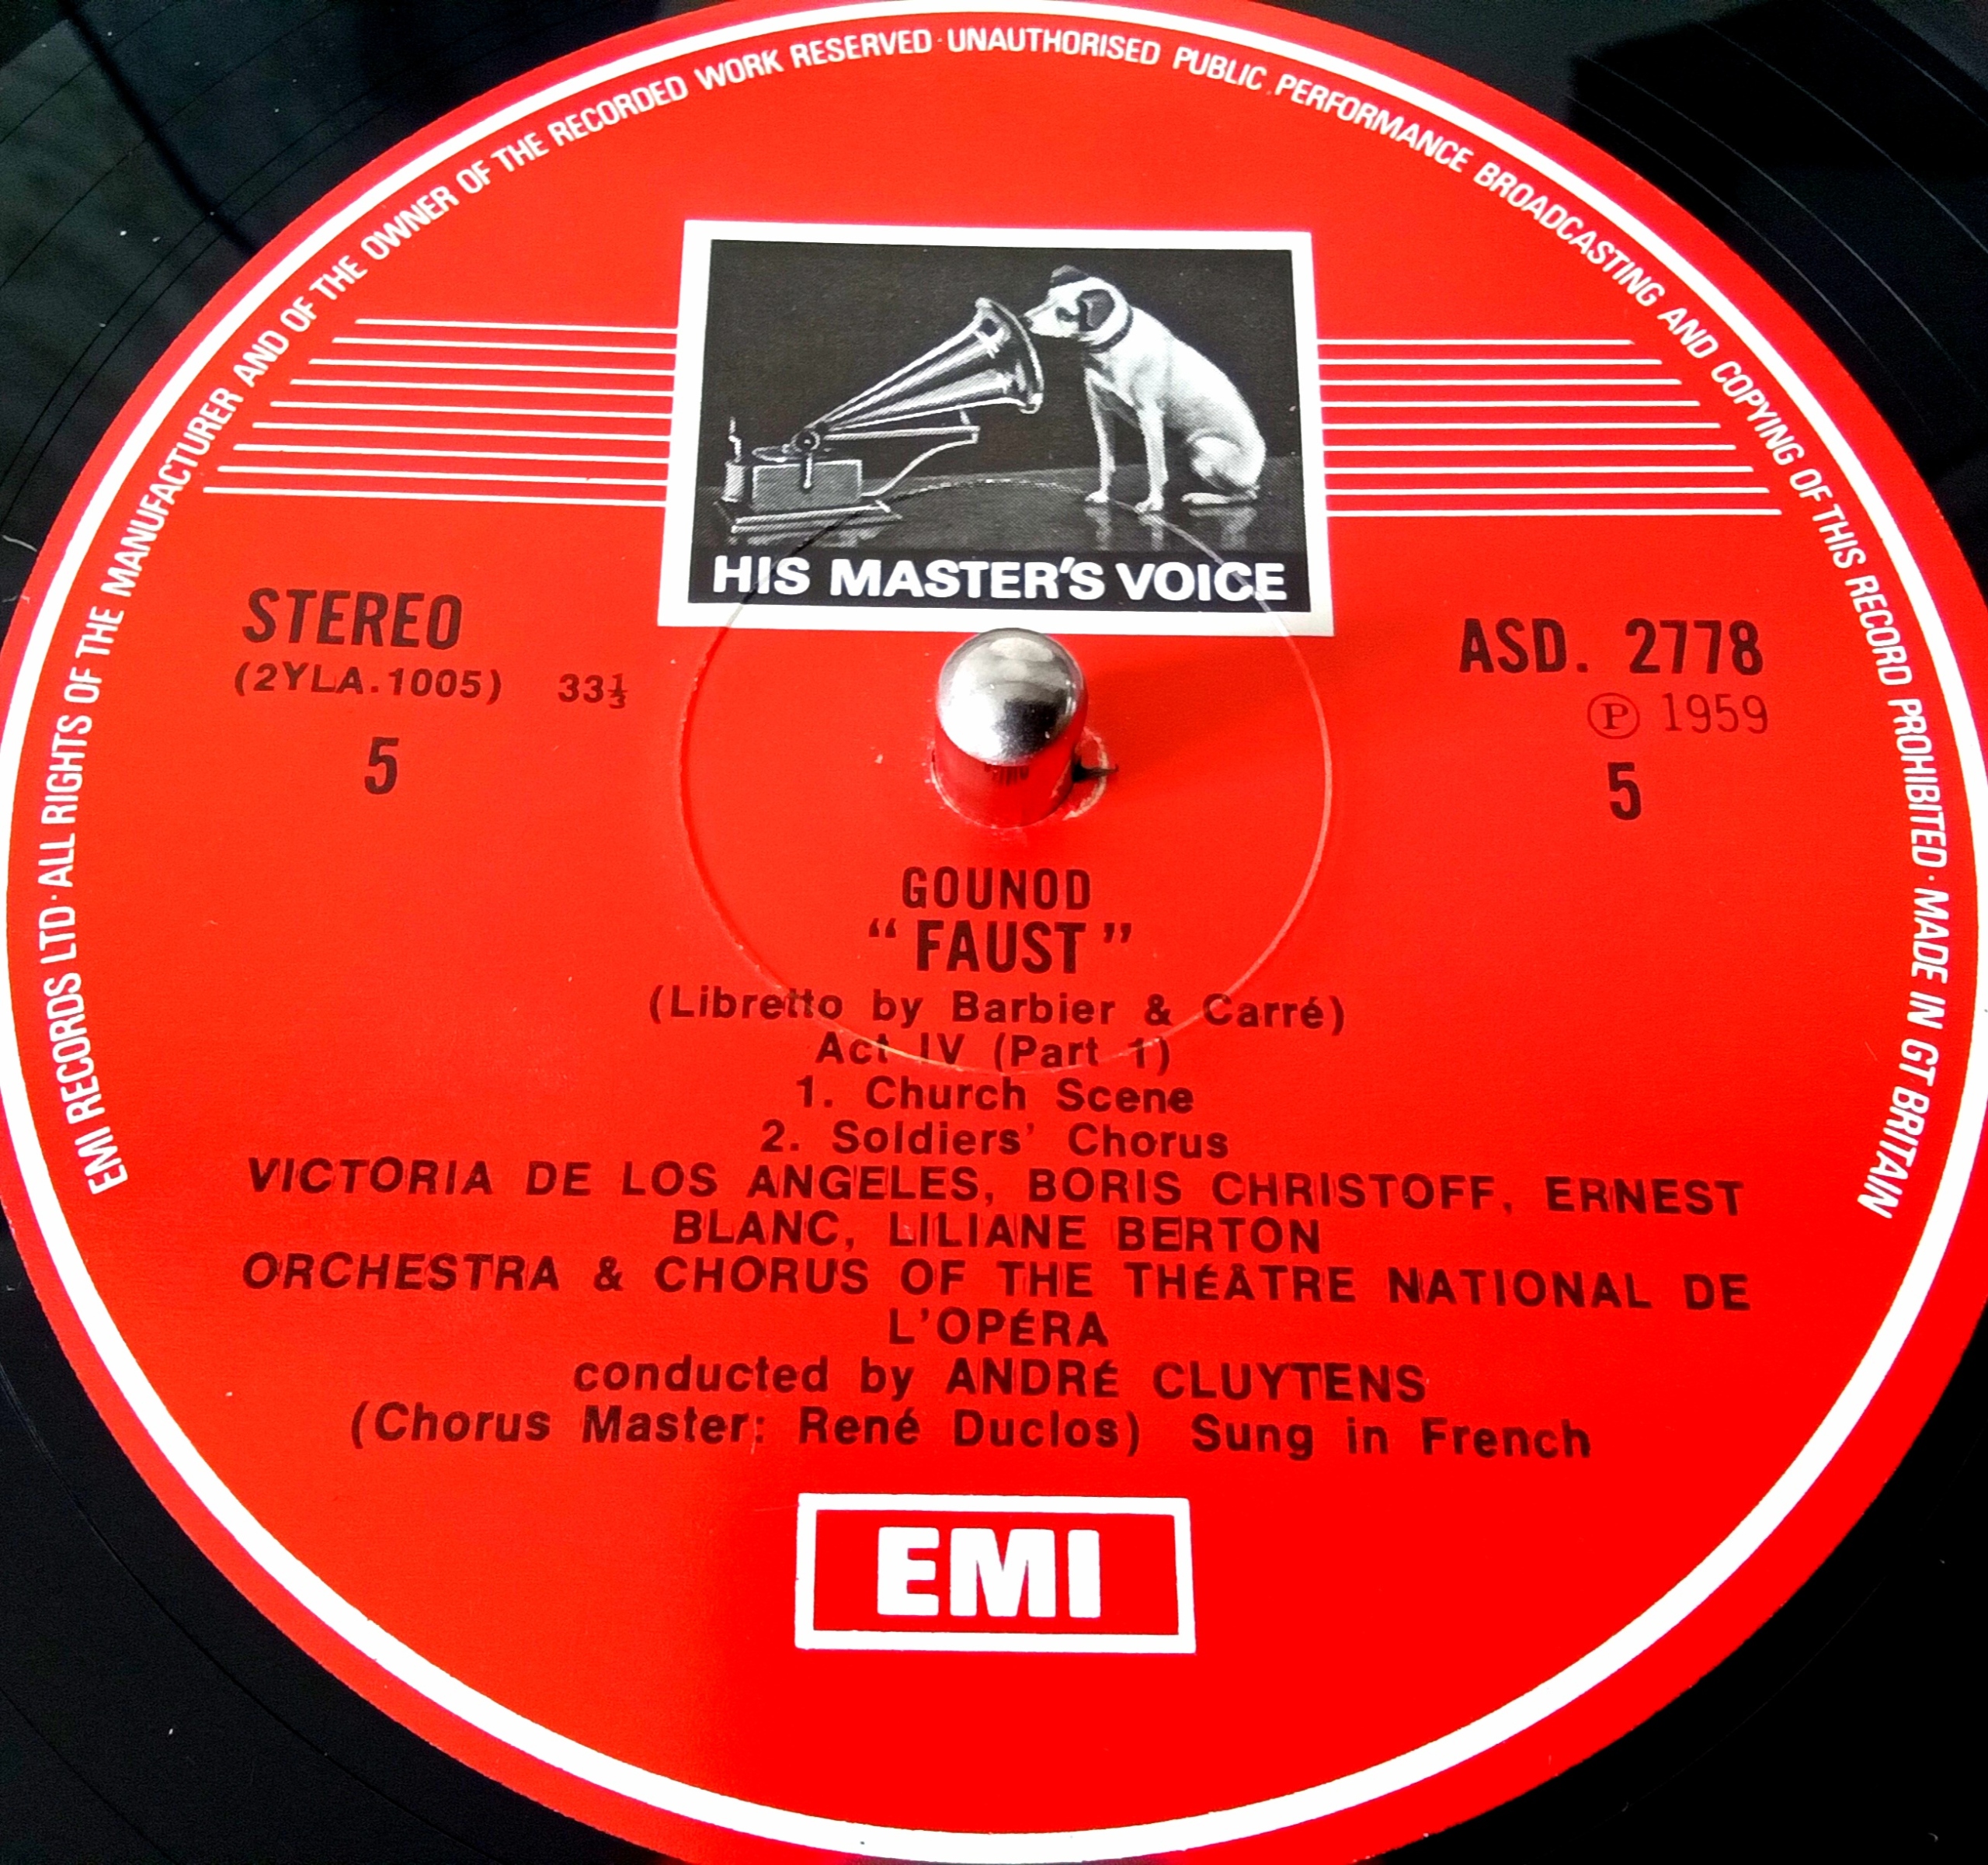 EMI RECORDS LTD · ALL RIGHTS OF THE MANUFACTURER AND OF THE OWNER OF THE RECORDED WORK RESERVED · UNAUTHORISED PUBLIC PERFORMANCE BROADCASTING AND COPYING OF THIS RECORD PROHIBITED · MADE IN GT BRITAIN
HIS MASTER'S VOICE
STEREO
(2YLA.1005) 33⅓
5
ASD. 2778
Ⓟ 1959
5
GOUNOD
“FAUST”
(Libretto by Barbier & Carré)
Act IV (Part 1)
1. Church Scene
2. Soldiers' Chorus
VICTORIA DE LOS ANGELES, BORIS CHRISTOFF, ERNEST
BLANC, LILIANE BERTON
ORCHESTRA & CHORUS OF THE THÉÂTRE NATIONAL DE
L'OPÉRA
conducted by ANDRÉ CLUYTENS
(Chorus Master: René Duclos) Sung in French
EMI